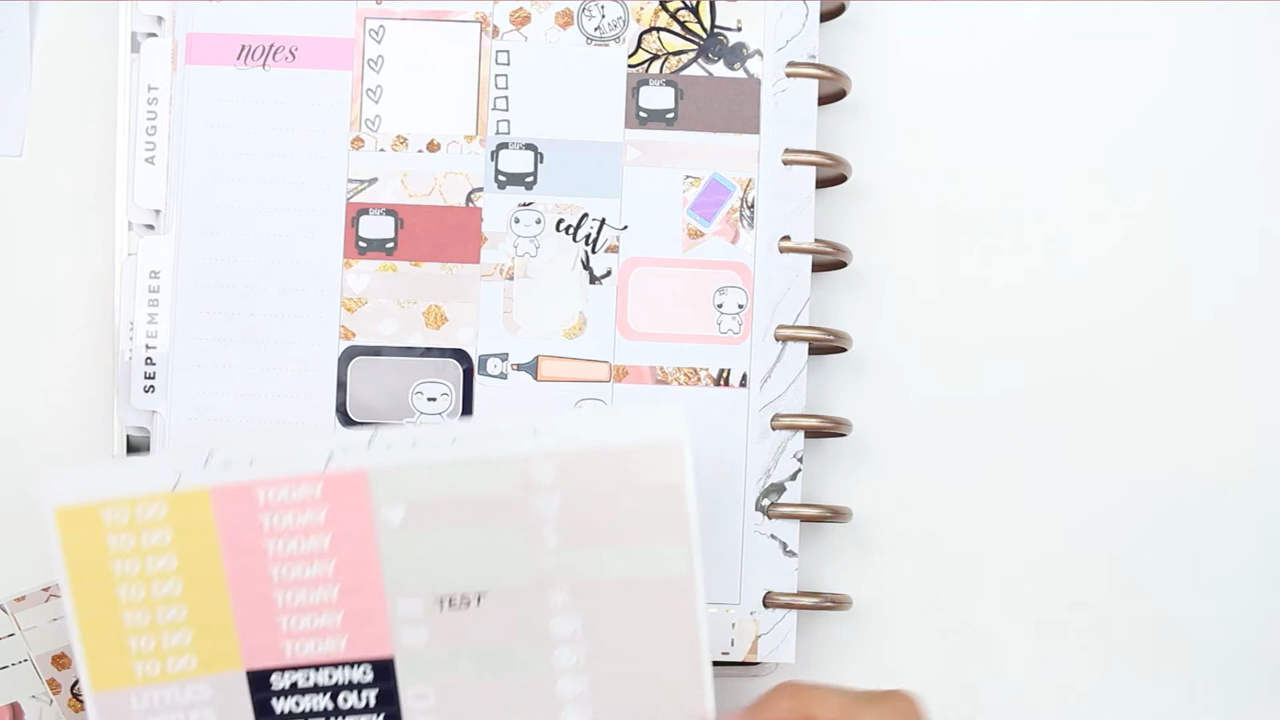 notes
SET
ALARM
BUS
BUS
BUS
edit
AUGUST
SEPTEMBER
TO DO
TO DO
TO DO
TO DO
TO DO
TO DO
TO DO
LITTLES
TODAY
TODAY
TODAY
TODAY
TODAY
TODAY
TODAY
SPENDING
WORK OUT
TEST